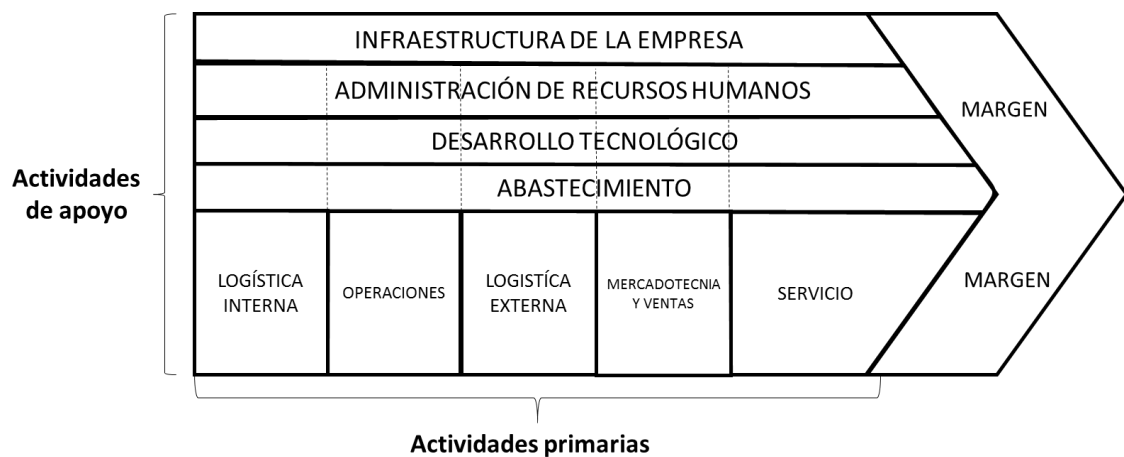 INFRAESTRUCTURA DE LA EMPRESA
ADMINISTRACIÓN DE RECURSOS HUMANOS
DESARROLLO TECNOLÓGICO
ABASTECIMIENTO
Actividades
de apoyo
LOGÍSTICA
INTERNA
OPERACIONES
LOGISTÍCA
EXTERNA
MERCADOTECNIA
Y VENTAS
SERVICIO
MARGEN
MARGEN
Actividades primarias